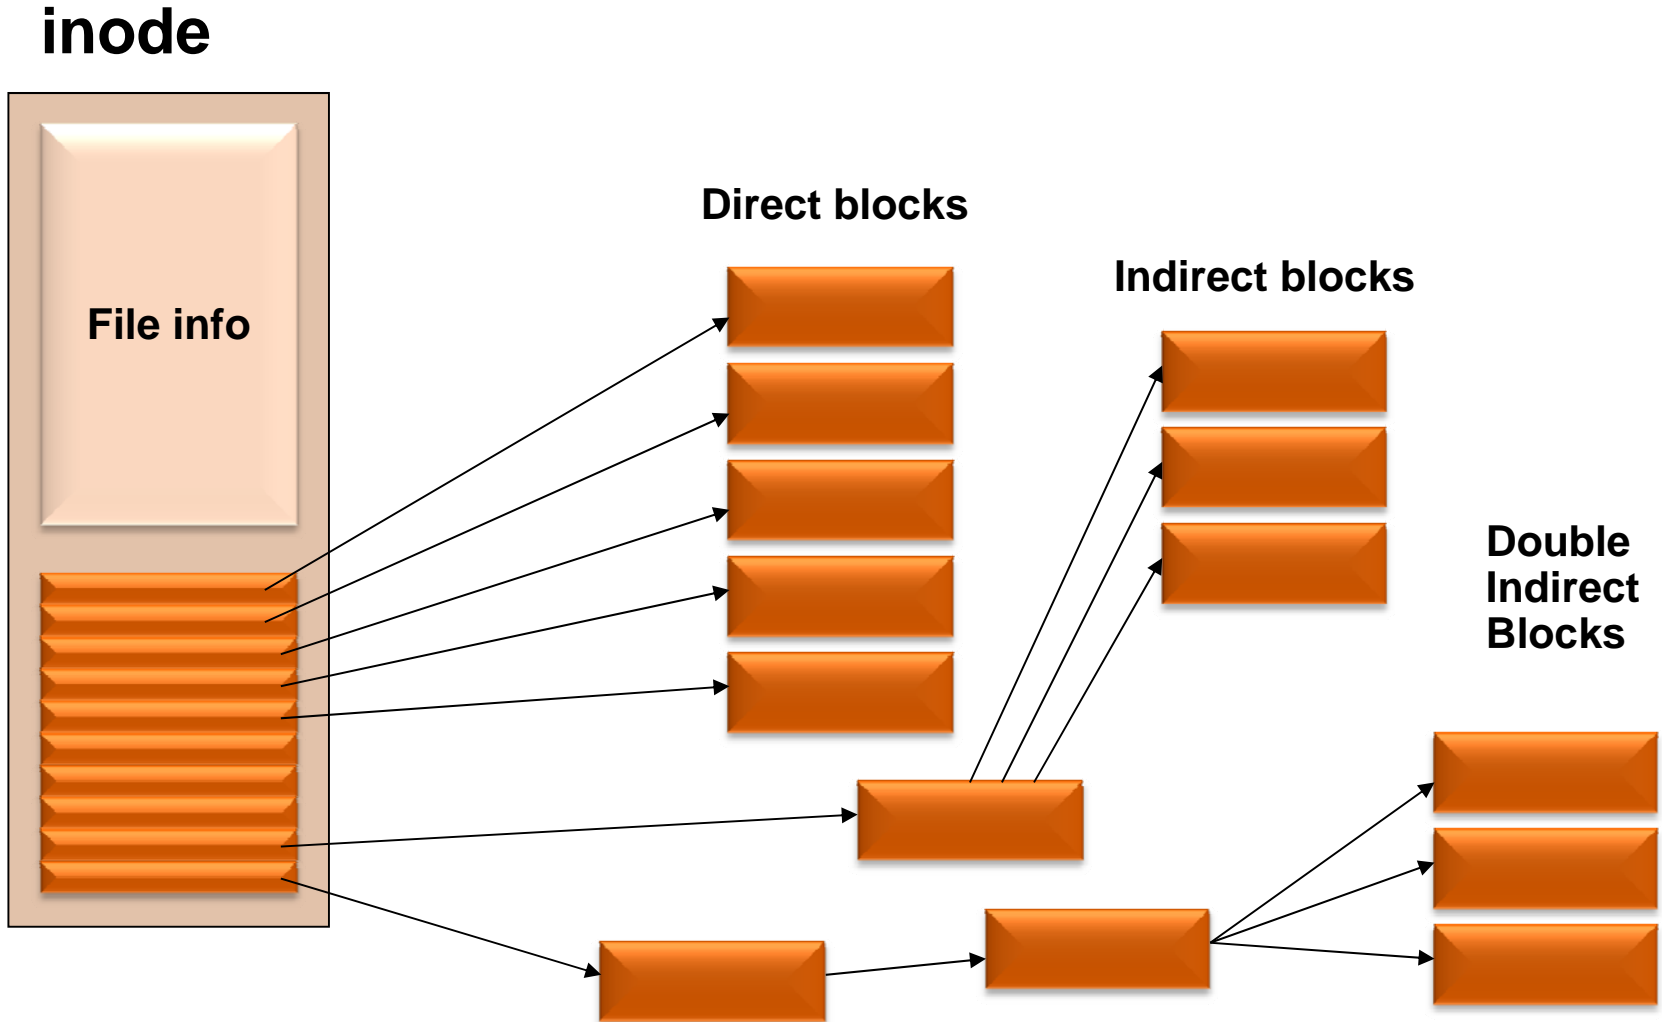 inode
File info
Direct blocks
Indirect blocks
Double
Indirect
Blocks